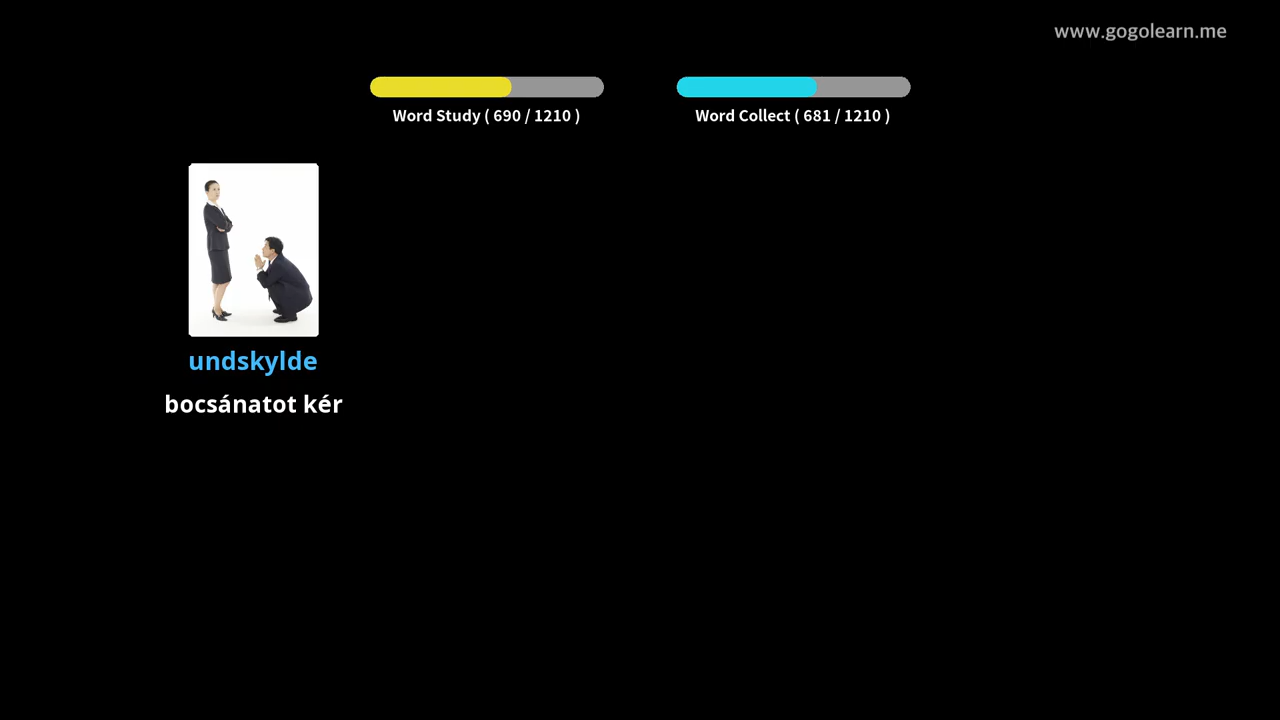 www.gogolearn.me
Word Study ( 690 / 1210 )
Word Collect ( 681 / 1210 )
undskylde
bocsánatot kér